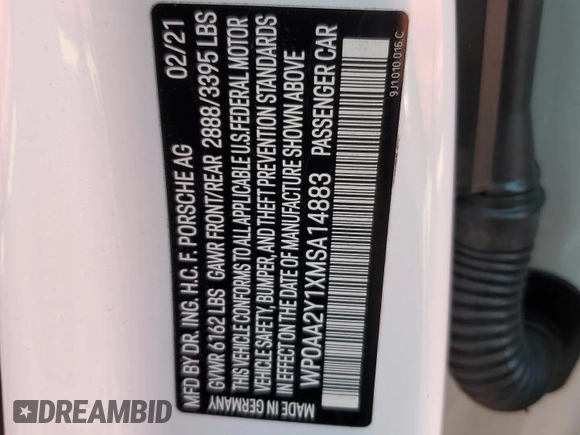 MFD BY DR. ING. H.C. F. PORSCHE AG 02/21
GVWR 6162 LBS GAWR FRONT/REAR 2888/3395 LBS
THIS VEHICLE CONFORMS TO ALL APPLICABLE U.S. FEDERAL MOTOR
VEHICLE SAFETY, BUMPER, AND THEFT PREVENTION STANDARDS
IN EFFECT ON THE DATE OF MANUFACTURE SHOWN ABOVE
WP0AA2Y1XMSA14883 PASSENGER CAR
MADE IN GERMANY
9J1.010.016.C
DREAMBID